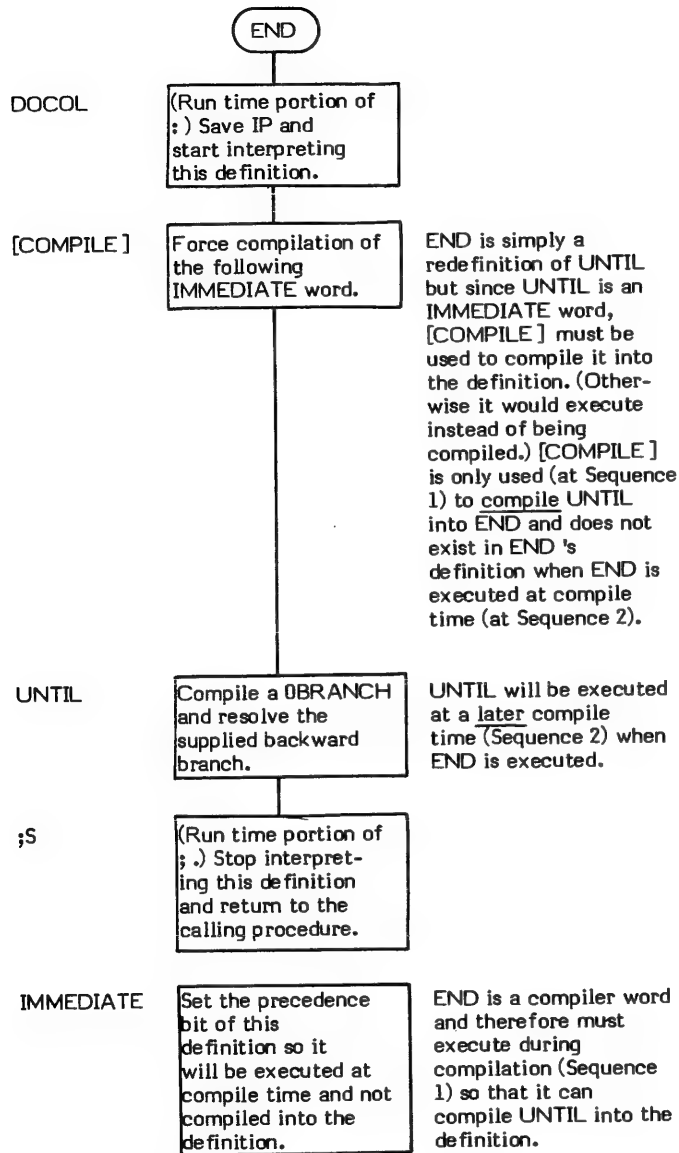 END
DOCOL
(Run time portion of
: ) Save IP and
start interpreting
this definition.
[COMPILE ]
Force compilation of
the following
IMMEDIATE word.
END is simply a
redefinition of UNTIL
but since UNTIL is an
IMMEDIATE word,
[COMPILE ] must be
used to compile it into
the definition. (Other-
wise it would execute
instead of being
compiled.) [COMPILE ]
is only used (at Sequence
1) to compile UNTIL
into END and does not
exist in END 's
definition when END is
executed at compile
time (at Sequence 2).
UNTIL
Compile a 0BRANCH
and resolve the
supplied backward
branch.
UNTIL will be executed
at a later compile
time (Sequence 2) when
END is executed.
;S
(Run time portion of
; .) Stop interpret-
ing this definition
and return to the
calling procedure.
IMMEDIATE
Set the precedence
bit of this
definition so it
will be executed at
compile time and not
compiled into the
definition.
END is a compiler word
and therefore must
execute during
compilation (Sequence
1) so that it can
compile UNTIL into the
definition.